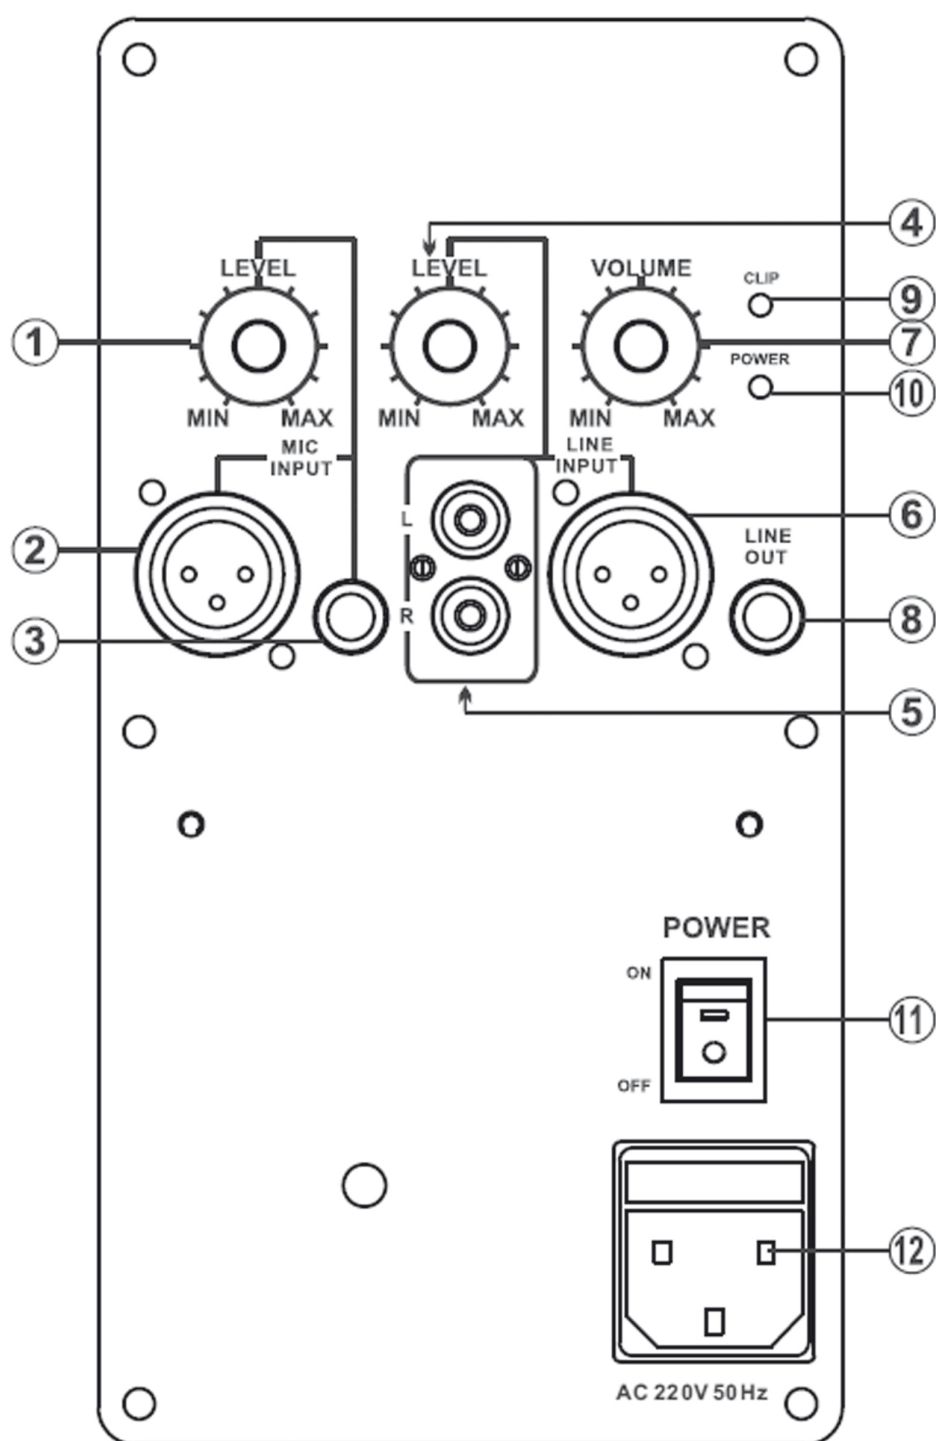 4
LEVEL
LEVEL
VOLUME
CLIP
9
1
7
POWER
10
MIN
MAX
MIN
MAX
MIN
MAX
MIC
INPUT
LINE
INPUT
L
6
2
LINE
OUT
R
3
8
5
POWER
ON
11
OFF
12
AC 220V 50Hz